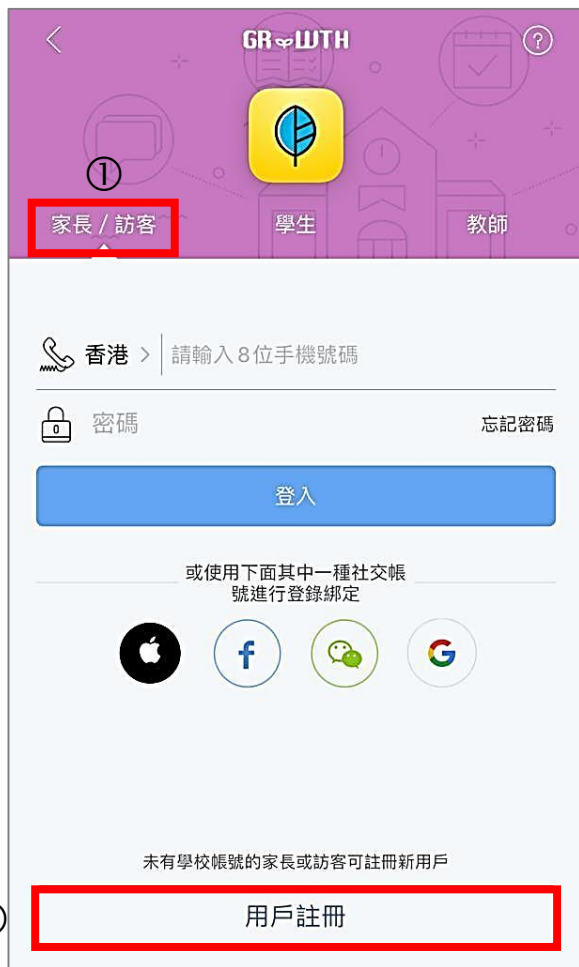 GROWTH
?
①
家長 / 訪客
學生
教師
香港 > 請輸入8位手機號碼
密碼
忘記密碼
登入
或使用下面其中一種社交帳
號進行登錄綁定
未有學校帳號的家長或訪客可註冊新用戶
用戶註冊